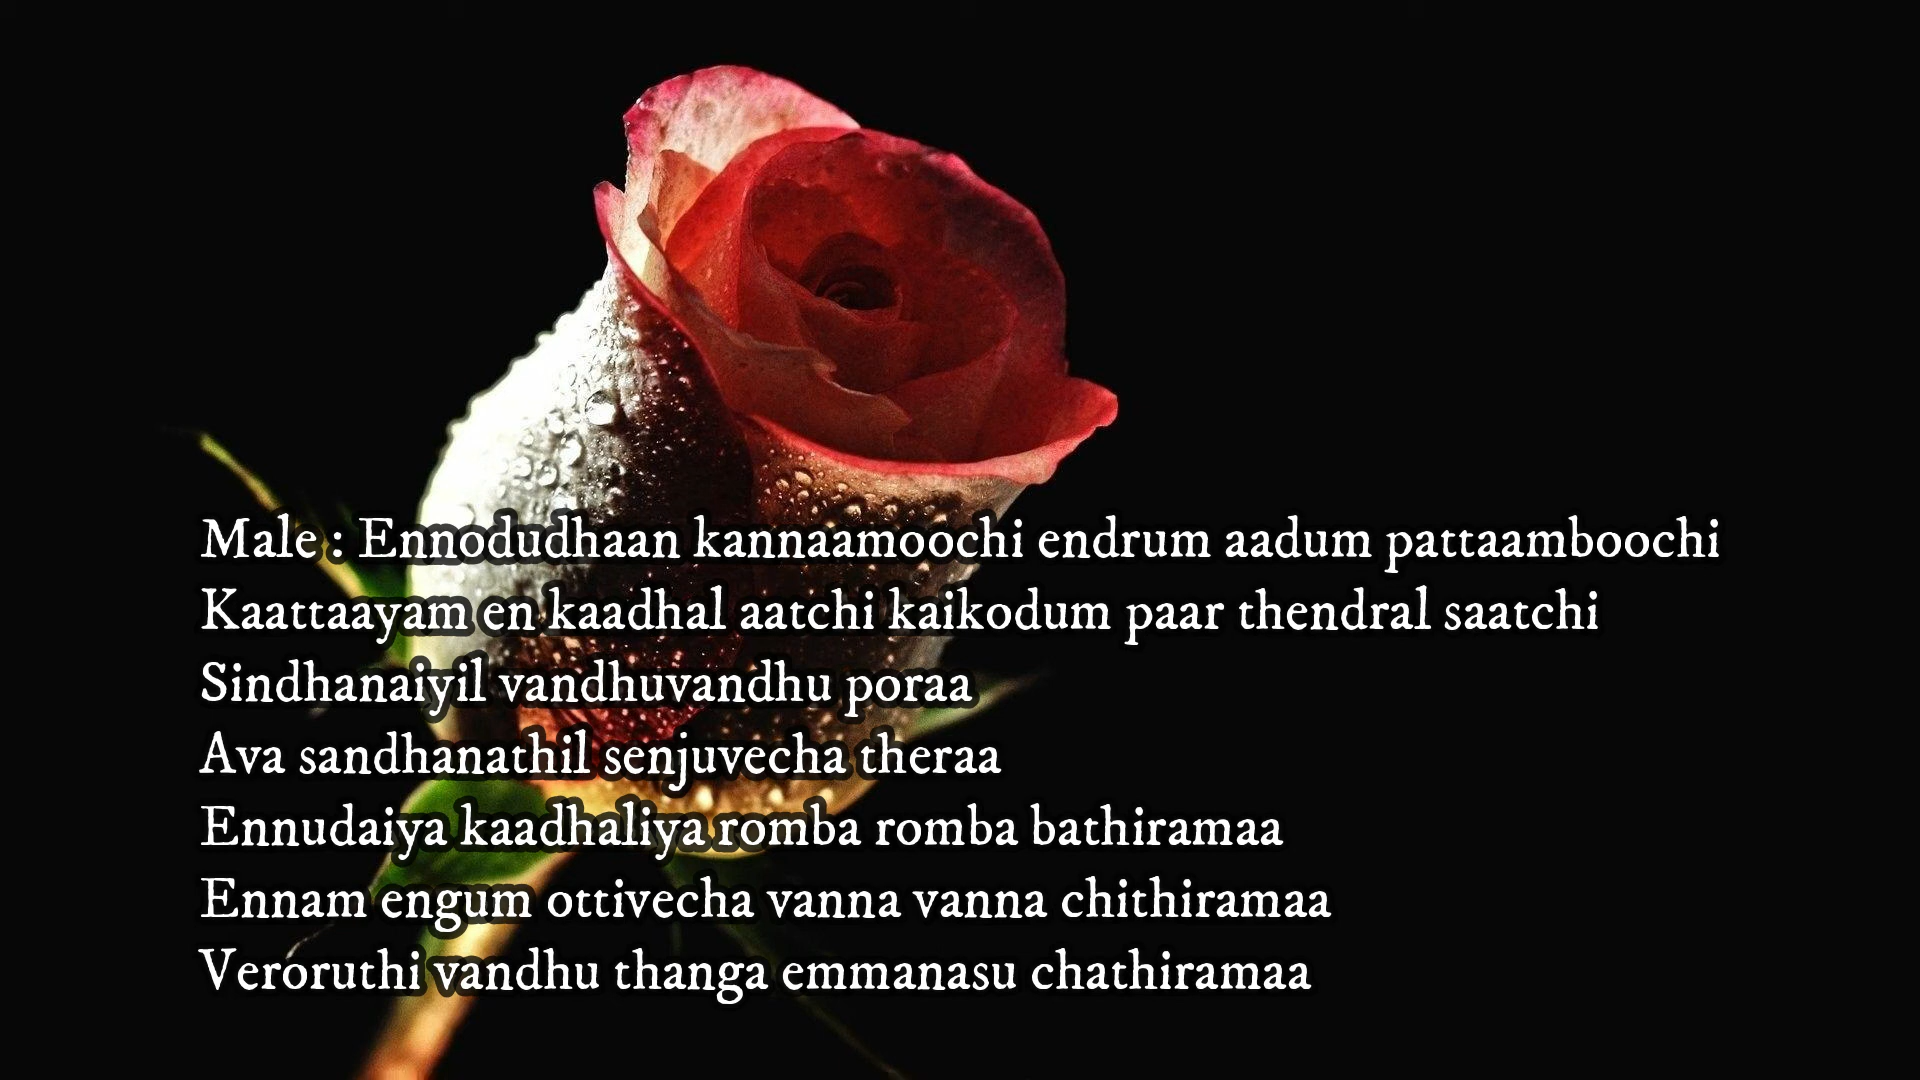 Male : Ennodudhaan kannaamoochi endrum aadum pattaamboochi
Kaattaayam en kaadhal aatchi kaikodum paar thendral saatchi
Sindhanaiyil vandhuvandhu poraa
Ava sandhanathil senjuvecha theraa
Ennudaiya kaadhaliya romba romba bathiramaa
Ennam engum ottivecha vanna vanna chithiramaa
Veroruthi vandhu thanga emmanasu chathiramaa